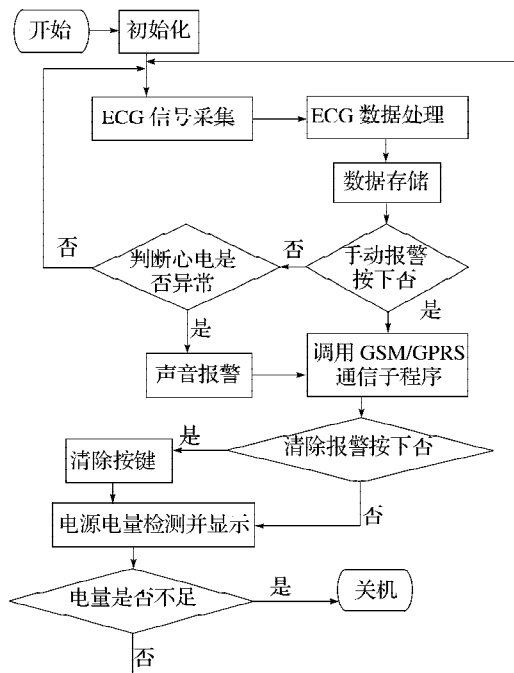 开始
初始化
ECG 信号采集
ECG 数据处理
数据存储
手动报警
按下否
否
判断心电是
否异常
否
是
是
声音报警
调用 GSM/GPRS
通信子程序
清除报警按下否
是
清除按键
否
电源电量检测并显示
电量是否不足
是
关机
否